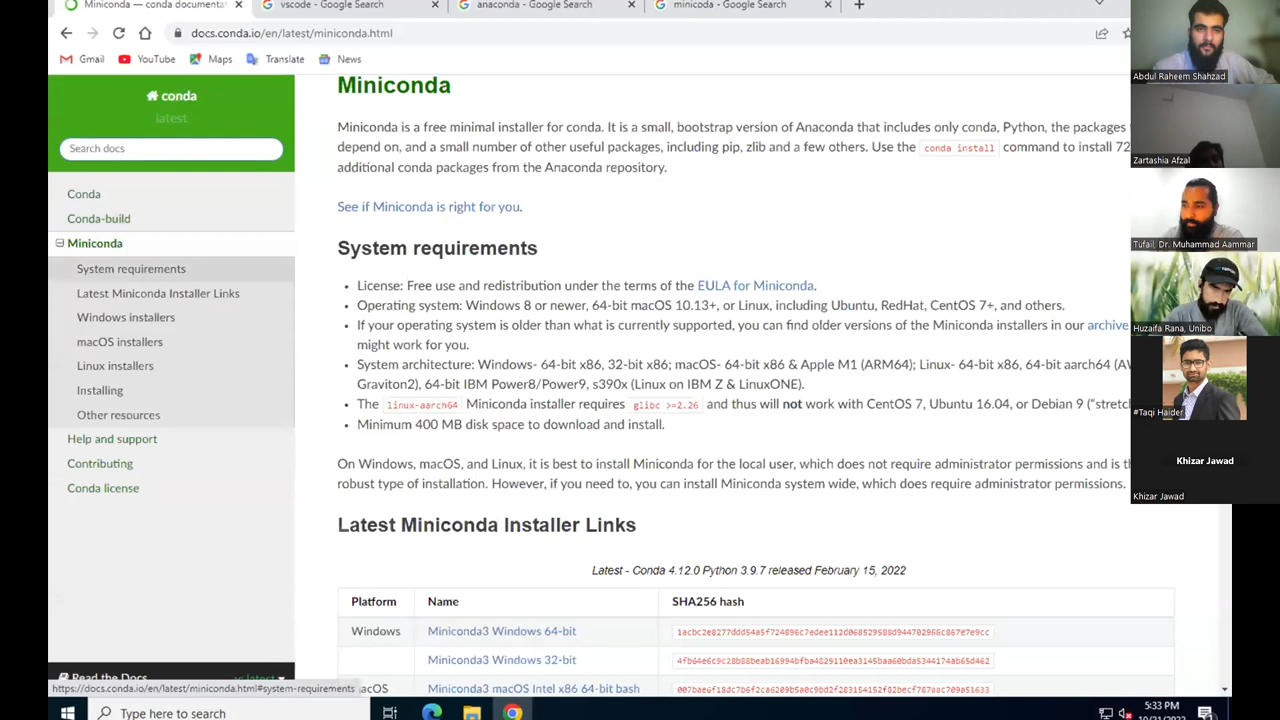 Miniconda — conda documentat
vscode - Google Search
anaconda - Google Search
minicoda - Google Search
docs.conda.io/en/latest/miniconda.html
Gmail
YouTube
Maps
Translate
News
conda
latest
Search docs
Conda
Conda-build
Miniconda
System requirements
Latest Miniconda Installer Links
Windows installers
macOS installers
Linux installers
Installing
Other resources
Help and support
Contributing
Conda license
Read the Docs
v: latest
https://docs.conda.io/en/latest/miniconda.html#system-requirements
Miniconda
Miniconda is a free minimal installer for conda. It is a small, bootstrap version of Anaconda that includes only conda, Python, the packages
depend on, and a small number of other useful packages, including pip, zlib and a few others. Use the conda install command to install 72
additional conda packages from the Anaconda repository.
See if Miniconda is right for you.
System requirements
• License: Free use and redistribution under the terms of the EULA for Miniconda.
• Operating system: Windows 8 or newer, 64-bit macOS 10.13+, or Linux, including Ubuntu, RedHat, CentOS 7+, and others.
• If your operating system is older than what is currently supported, you can find older versions of the Miniconda installers in our archive
might work for you.
• System architecture: Windows- 64-bit x86, 32-bit x86; macOS- 64-bit x86 & Apple M1 (ARM64); Linux- 64-bit x86, 64-bit aarch64 (AW
Graviton2), 64-bit IBM Power8/Power9, s390x (Linux on IBM Z & LinuxONE).
• The linux-aarch64 Miniconda installer requires glibc >=2.26 and thus will not work with CentOS 7, Ubuntu 16.04, or Debian 9 (“stretc
• Minimum 400 MB disk space to download and install.
On Windows, macOS, and Linux, it is best to install Miniconda for the local user, which does not require administrator permissions and is th
robust type of installation. However, if you need to, you can install Miniconda system wide, which does require administrator permissions.
Latest Miniconda Installer Links
Latest - Conda 4.12.0 Python 3.9.7 released February 15, 2022
Platform Name SHA256 hash
Windows Miniconda3 Windows 64-bit
Miniconda3 Windows 32-bit
macOS Miniconda3 macOS Intel x86 64-bit bash
Abdul Raheem Shahzad
Zartashia Afzal
Tufail, Dr. Muhammad Aammar
Huzaifa Rana, Unibo
#Taqi Haider
Khizar Jawad
Khizar Jawad
Type here to search
5:33 PM